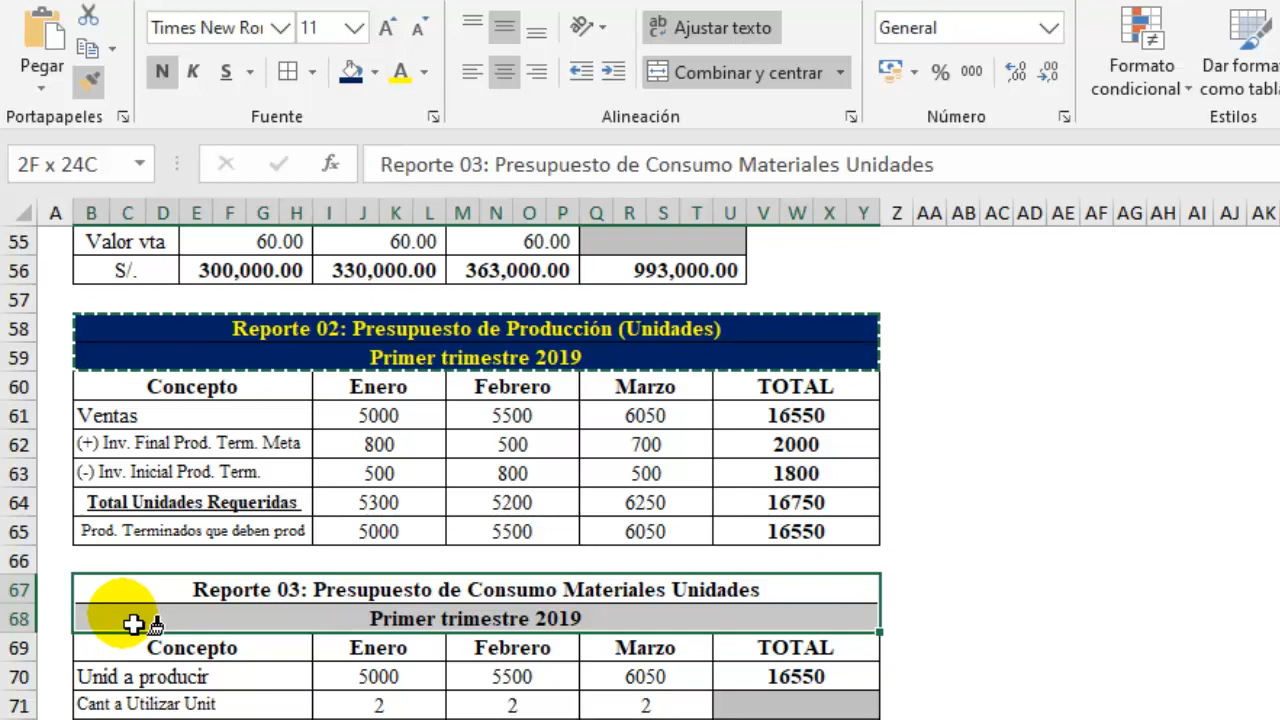 Times New Ror 11 Ajustar texto General
Pegar N K S Combinar y centrar % 000 Formato condicional Dar forma como tabla
Portapapeles Fuente Alineación Número Estilos
2F x 24C fx Reporte 03: Presupuesto de Consumo Materiales Unidades
A B C D E F G H I J K L M N O P Q R S T U V W X Y Z AA AB AC AD AE AF AG AH AI AJ AK
55 Valor vta 60.00 60.00 60.00
56 S/. 300,000.00 330,000.00 363,000.00 993,000.00
57
58 Reporte 02: Presupuesto de Producción (Unidades)
59 Primer trimestre 2019
60 Concepto Enero Febrero Marzo TOTAL
61 Ventas 5000 5500 6050 16550
62 (+) Inv. Final Prod. Term. Meta 800 500 700 2000
63 (-) Inv. Inicial Prod. Term. 500 800 500 1800
64 Total Unidades Requeridas 5300 5200 6250 16750
65 Prod. Terminados que deben prod 5000 5500 6050 16550
66
67 Reporte 03: Presupuesto de Consumo Materiales Unidades
68 Primer trimestre 2019
69 Concepto Enero Febrero Marzo TOTAL
70 Unid a producir 5000 5500 6050 16550
71 Cant a Utilizar Unit 2 2 2